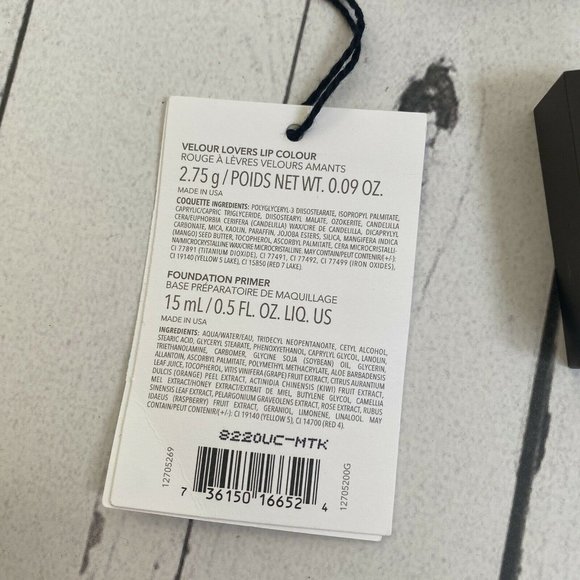 VELOUR LOVERS LIP COLOUR
ROUGE À LÈVRES VELOURS AMANTS
2.75 g / POIDS NET WT. 0.09 OZ.
MADE IN USA
COQUETTE INGREDIENTS: POLYGLYCERYL-3 DIISOSTEARATE, ISOPROPYL PALMITATE,
CAPRYLIC/CAPRIC TRIGLYCERIDE, DIISOSTEARYL MALATE, OZOKERITE, CANDELILLA
CERA/EUPHORBIA CERIFERA (CANDELILLA) WAX/CIRE DE CANDELILLA, DICAPRYLYL
CARBONATE, MICA, KAOLIN, PARAFFIN, JOJOBA ESTERS, SILICA, MANGIFERA INDICA
(MANGO) SEED BUTTER, TOCOPHEROL, ASCORBYL PALMITATE, CERA MICROCRISTALLI-
NA/MICROCRYSTALLINE WAX/CIRE MICROCRISTALLINE. MAY CONTAIN/PEUT CONTENIR/(+/-):
CI 77891 (TITANIUM DIOXIDE), CI 77491, CI 77492, CI 77499 (IRON OXIDES),
CI 19140 (YELLOW 5 LAKE), CI 15850 (RED 7 LAKE).
FOUNDATION PRIMER
BASE PRÉPARATOIRE DE MAQUILLAGE
15 mL / 0.5 FL. OZ. LIQ. US
MADE IN USA
INGREDIENTS: AQUA/WATER/EAU, TRIDECYL NEOPENTANOATE, CETYL ALCOHOL,
STEARIC ACID, GLYCERYL STEARATE, PHENOXYETHANOL, CAPRYLYL GLYCOL, LANOLIN,
TRIETHANOLAMINE, CARBOMER, GLYCINE SOJA (SOYBEAN) OIL, GLYCERIN,
ALLANTOIN, ASCORBYL PALMITATE, POLYMETHYL METHACRYLATE, ALOE BARBADENSIS
LEAF JUICE, TOCOPHEROL, VITIS VINIFERA (GRAPE) FRUIT EXTRACT, CITRUS AURANTIUM
DULCIS (ORANGE) PEEL EXTRACT, ACTINIDIA CHINENSIS (KIWI) FRUIT EXTRACT,
MEL EXTRACT/HONEY EXTRACT/EXTRAIT DE MIEL, BUTYLENE GLYCOL, CAMELLIA
SINENSIS LEAF EXTRACT, PELARGONIUM GRAVEOLENS EXTRACT, ROSE EXTRACT, RUBUS
IDAEUS (RASPBERRY) FRUIT EXTRACT, GERANIOL, LIMONENE, LINALOOL. MAY
CONTAIN/PEUT CONTENIR/(+/-): CI 19140 (YELLOW 5), CI 14700 (RED 4).
8220UC-MTK
12705269
7 36150 16652 4
12705200G